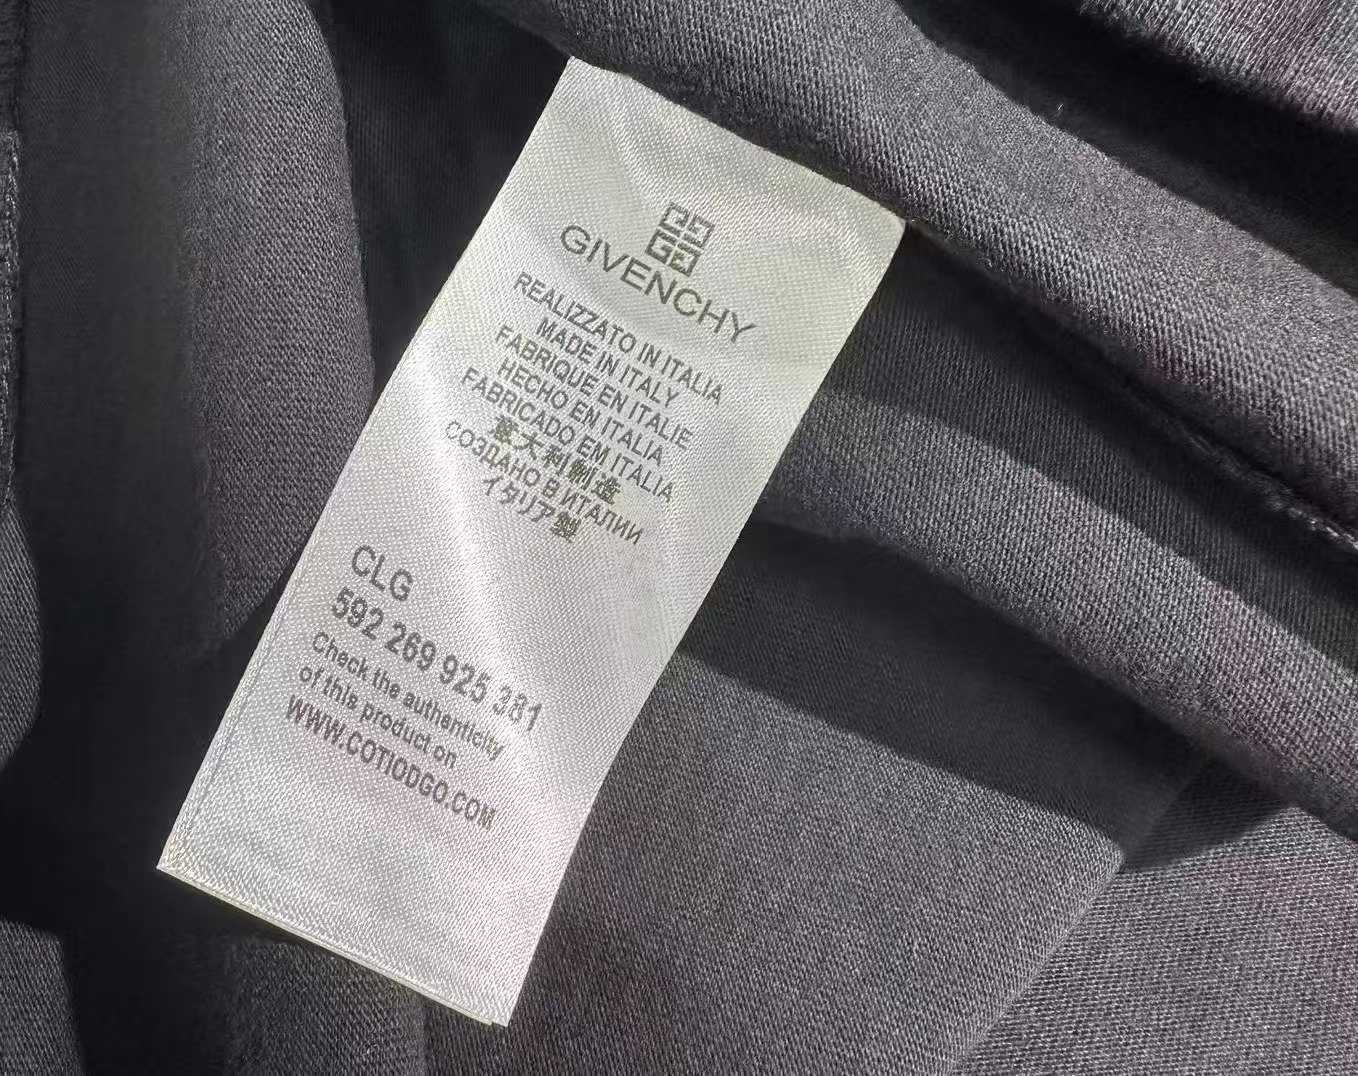 GIVENCHY
REALIZZATO IN ITALIA
MADE IN ITALY
FABRIQUE EN ITALIE
HECHO EN ITALIA
FABRICADO EM ITALIA
意大利制造
СОЗДАНО В ИТАЛИИ
イタリア製
CLG
592 269 925 381
Check the authenticity
of this product on
WWW.COTIODGO.COM